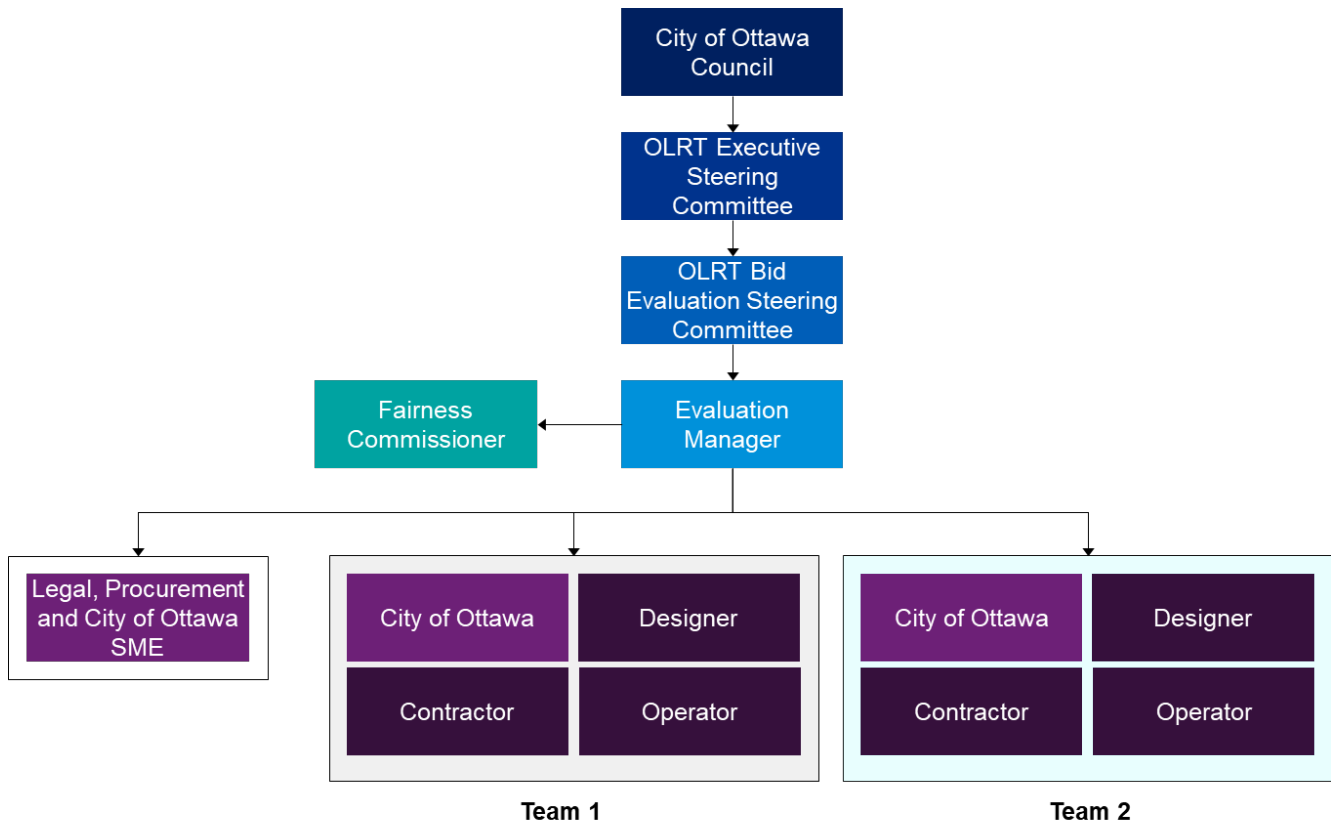 City of Ottawa
Council
OLRT Executive
Steering
Committee
OLRT Bid
Evaluation Steering
Committee
Fairness
Commissioner
Evaluation
Manager
Legal, Procurement
and City of Ottawa
SME
City of Ottawa
Designer
Contractor
Operator
City of Ottawa
Designer
Contractor
Operator
Team 1
Team 2